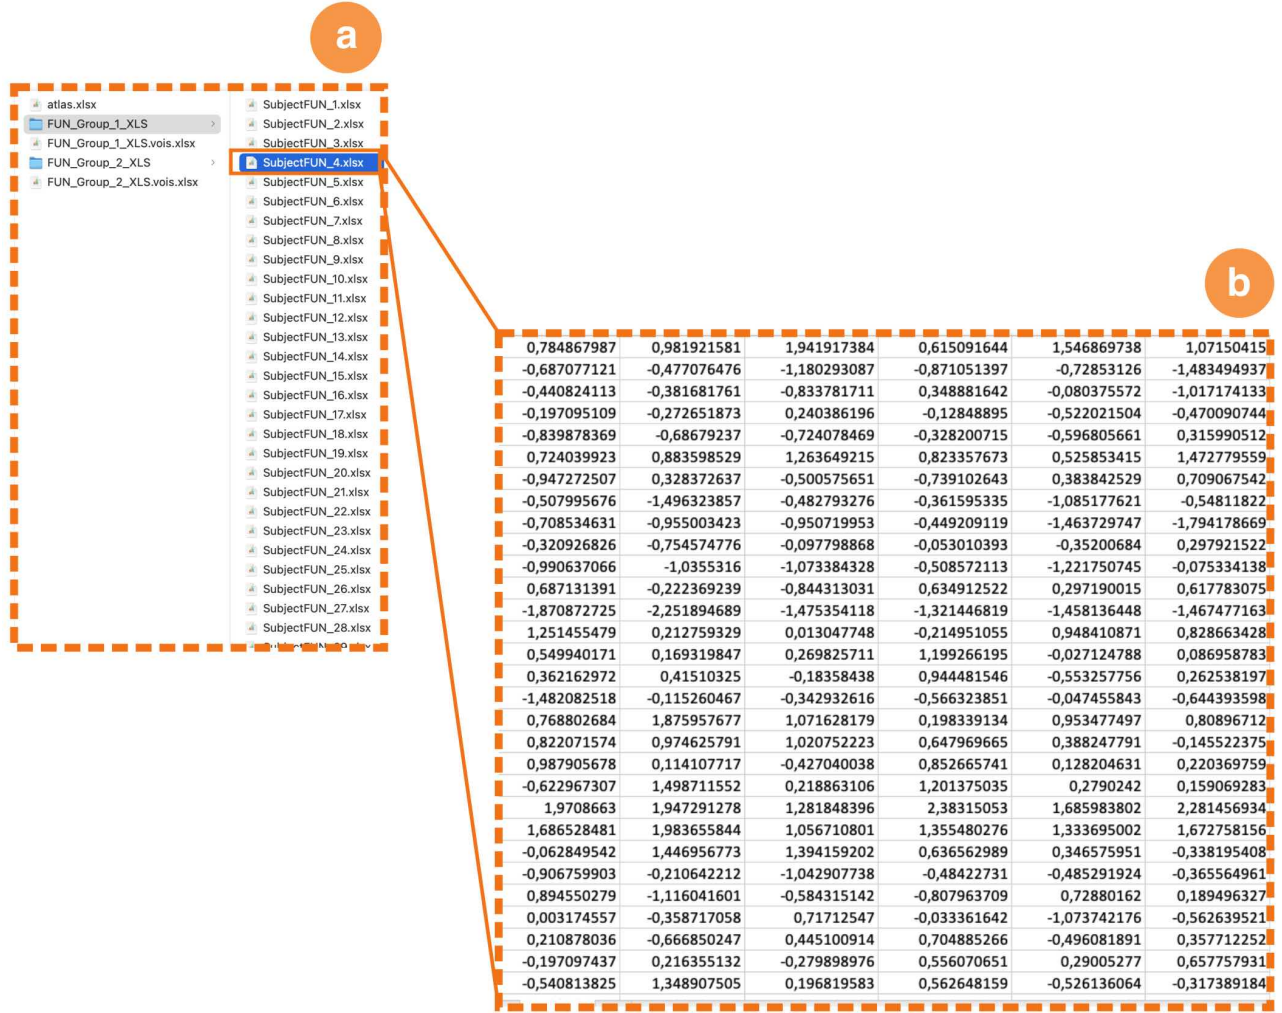 a
atlas.xlsx
FUN_Group_1_XLS
FUN_Group_1_XLS.vois.xlsx
FUN_Group_2_XLS
FUN_Group_2_XLS.vois.xlsx
SubjectFUN_1.xlsx
SubjectFUN_2.xlsx
SubjectFUN_3.xlsx
SubjectFUN_4.xlsx
SubjectFUN_5.xlsx
SubjectFUN_6.xlsx
SubjectFUN_7.xlsx
SubjectFUN_8.xlsx
SubjectFUN_9.xlsx
SubjectFUN_10.xlsx
SubjectFUN_11.xlsx
SubjectFUN_12.xlsx
SubjectFUN_13.xlsx
SubjectFUN_14.xlsx
SubjectFUN_15.xlsx
SubjectFUN_16.xlsx
SubjectFUN_17.xlsx
SubjectFUN_18.xlsx
SubjectFUN_19.xlsx
SubjectFUN_20.xlsx
SubjectFUN_21.xlsx
SubjectFUN_22.xlsx
SubjectFUN_23.xlsx
SubjectFUN_24.xlsx
SubjectFUN_25.xlsx
SubjectFUN_26.xlsx
SubjectFUN_27.xlsx
SubjectFUN_28.xlsx
b
0,784867987 0,981921581 1,941917384 0,615091644 1,546869738 1,07150415
-0,687077121 -0,477076476 -1,180293087 -0,871051397 -0,72853126 -1,483494937
-0,440824113 -0,381681761 -0,833781711 0,348881642 -0,080375572 -1,017174133
-0,197095109 -0,272651873 0,240386196 -0,12848895 -0,522021504 -0,470090744
-0,839878369 -0,68679237 -0,724078469 -0,328200715 -0,596805661 0,315990512
0,724039923 0,883598529 1,263649215 0,823357673 0,525853415 1,472779559
-0,947272507 0,328372637 -0,500575651 -0,739102643 0,383842529 0,709067542
-0,507995676 -1,496323857 -0,482793276 -0,361595335 -1,085177621 -0,54811822
-0,708534631 -0,955003423 -0,950719953 -0,449209119 -1,463729747 -1,794178669
-0,320926826 -0,754574776 -0,097798868 -0,053010393 -0,35200684 0,297921522
-0,990637066 -1,0355316 -1,073384328 -0,508572113 -1,221750745 -0,075334138
0,687131391 -0,222369239 -0,844313031 0,634912522 0,297190015 0,617783075
-1,870872725 -2,251894689 -1,475354118 -1,321446819 -1,458136448 -1,467477163
1,251455479 0,212759329 0,013047748 -0,214951055 0,948410871 0,828663428
0,549940171 0,169319847 0,269825711 1,199266195 -0,027124788 0,086958783
0,362162972 0,41510325 -0,18358438 0,944481546 -0,553257756 0,262538197
-1,482082518 -0,115260467 -0,342932616 -0,566323851 -0,047455843 -0,644393598
0,768802684 1,875957677 1,071628179 0,198339134 0,953477497 0,80896712
0,822071574 0,974625791 1,020752223 0,647969665 0,388247791 -0,145522375
0,987905678 0,114107717 -0,427040038 0,852665741 0,128204631 0,220369759
-0,622967307 1,498711552 0,218863106 1,201375035 0,2790242 0,159069283
1,9708663 1,947291278 1,281848396 2,38315053 1,685983802 2,281456934
1,686528481 1,983655844 1,056710801 1,355480276 1,333695002 1,672758156
-0,062849542 1,446956773 1,394159202 0,636562989 0,346575951 -0,338195408
-0,906759903 -0,210642212 -1,042907738 -0,48422731 -0,485291924 -0,365564961
0,894550279 -1,116041601 -0,584315142 -0,807963709 0,72880162 0,189496327
0,003174557 -0,358717058 0,71712547 -0,033361642 -1,073742176 -0,562639521
0,210878036 -0,666850247 0,445100914 0,704885266 -0,496081891 0,357712252
-0,197097437 0,216355132 -0,279898976 0,556070651 0,29005277 0,657757931
-0,540813825 1,348907505 0,196819583 0,562648159 -0,526136064 -0,317389184